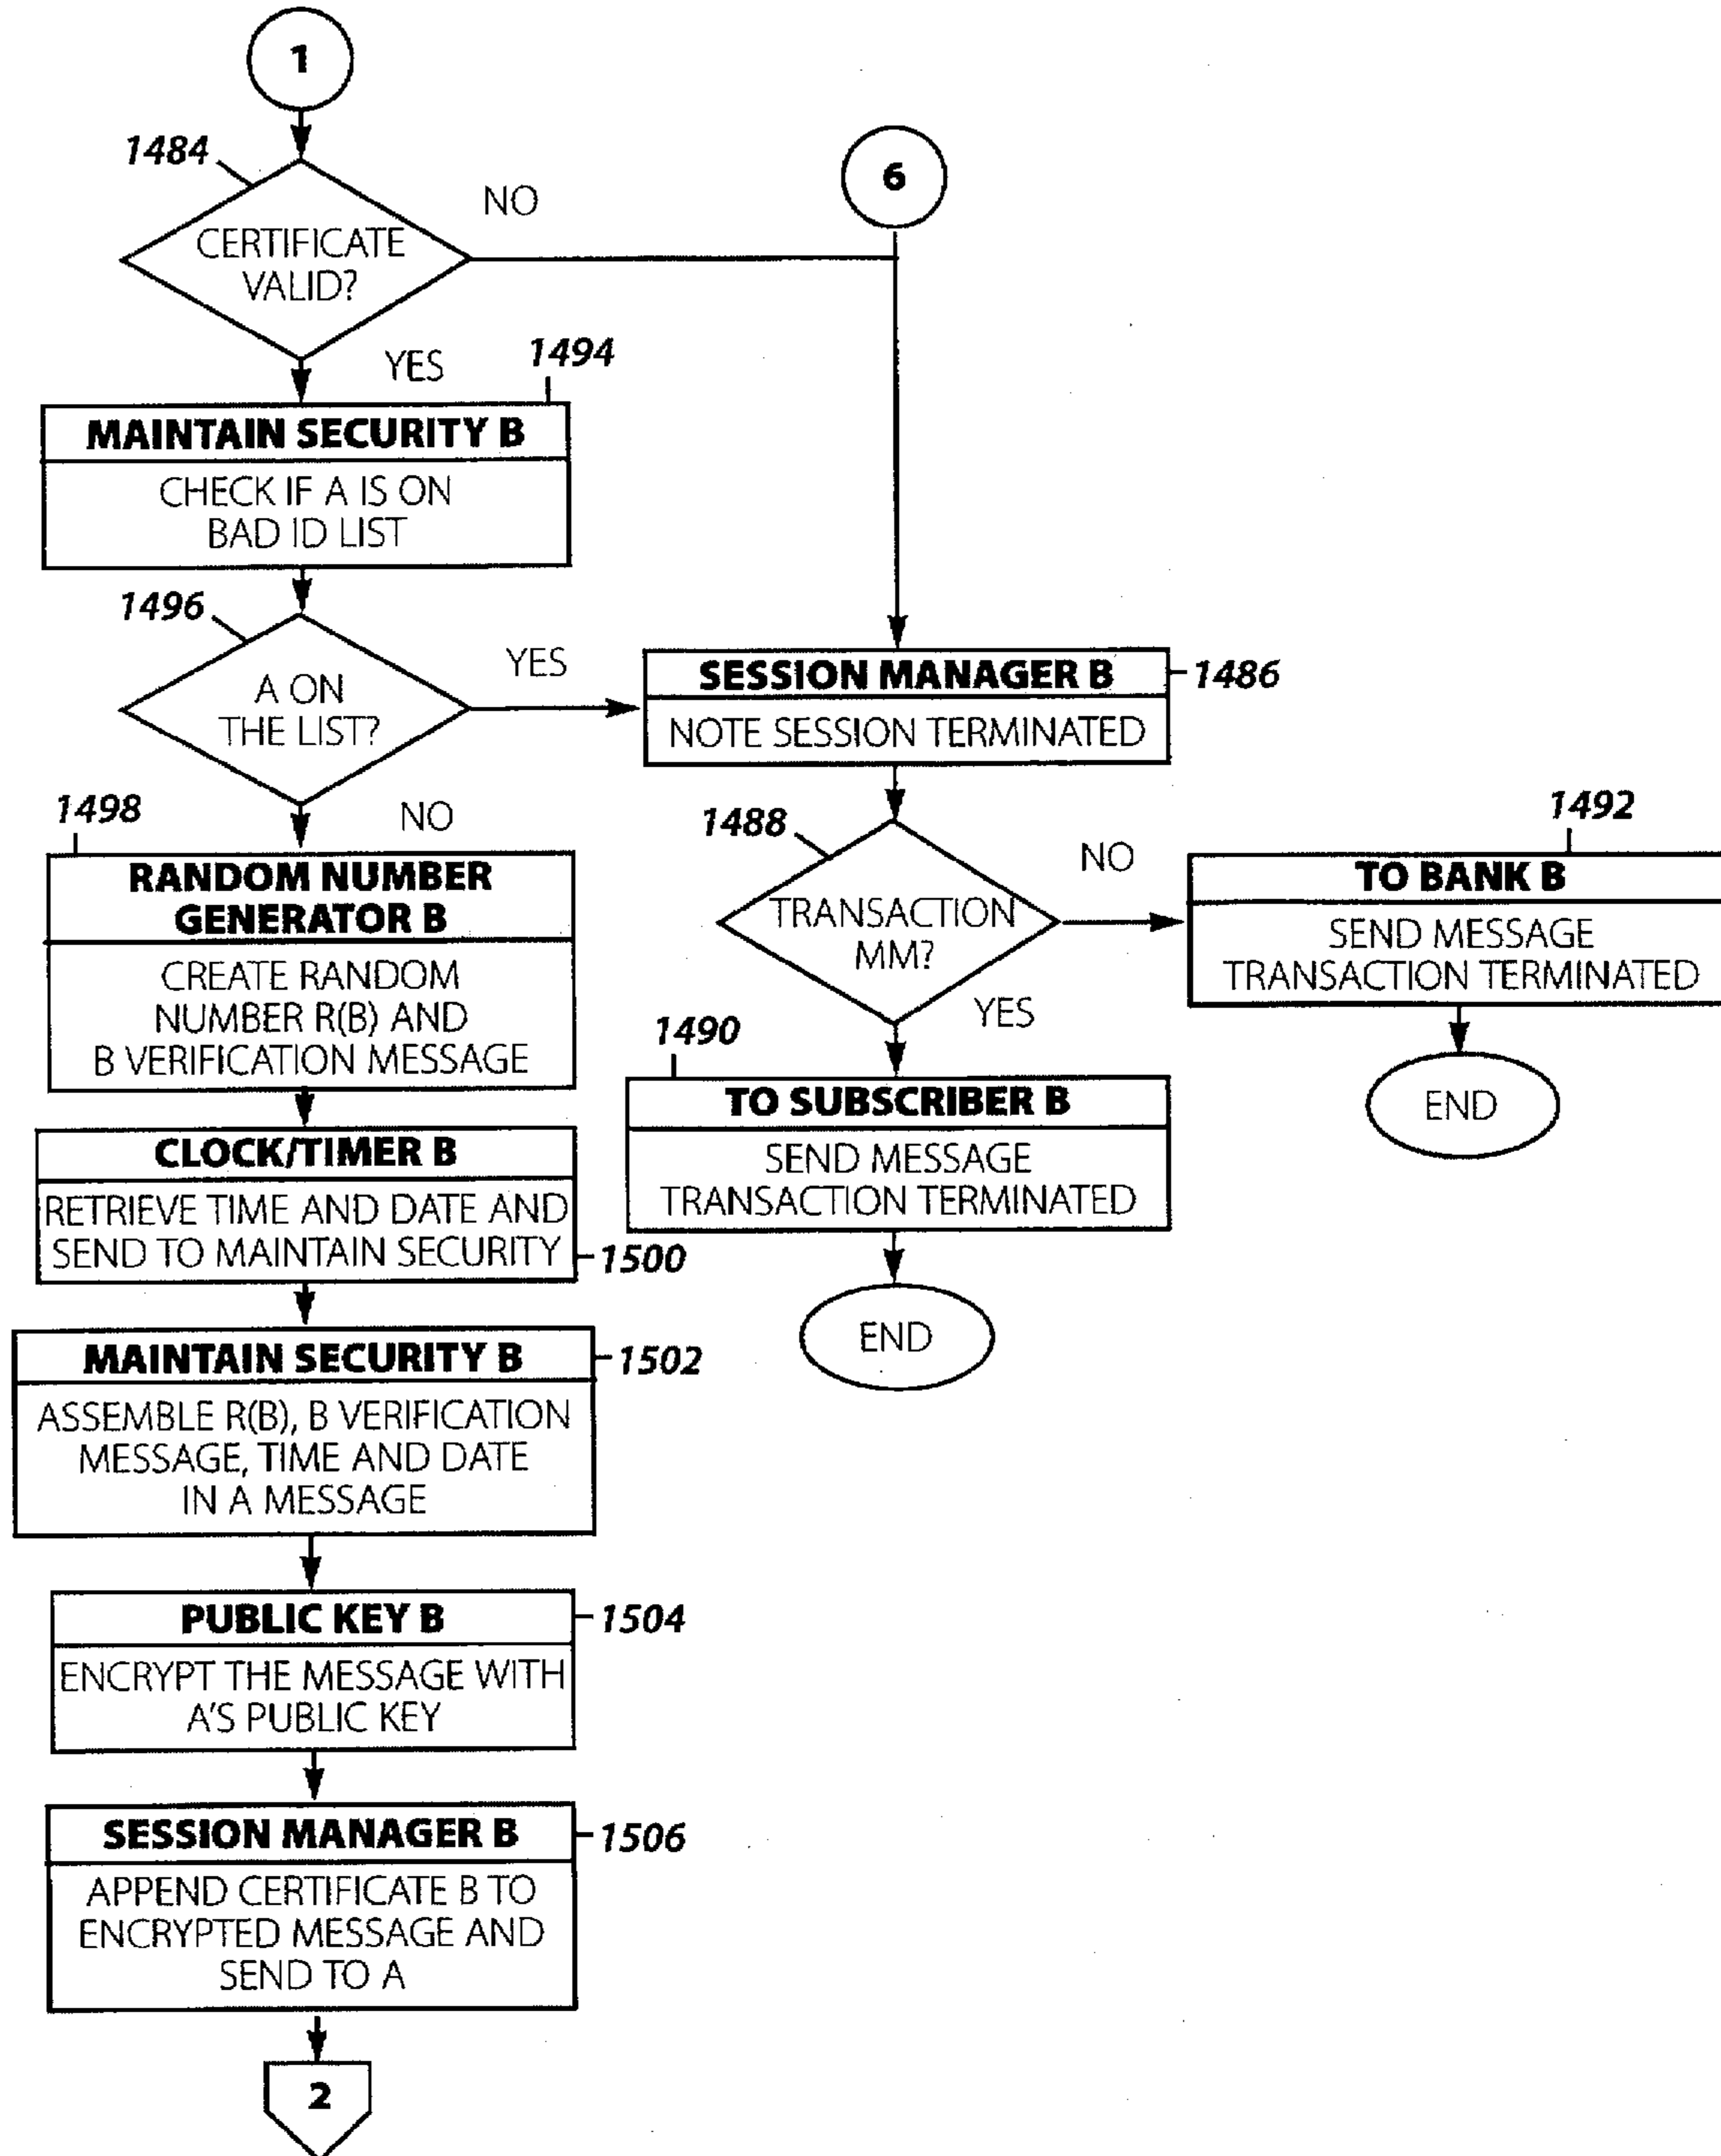 1
1484
NO
6
CERTIFICATE
VALID?
YES
1494
MAINTAIN SECURITY B
CHECK IF A IS ON
BAD ID LIST
1496
A ON
THE LIST?
YES
SESSION MANAGER B
1486
NOTE SESSION TERMINATED
NO
1498
RANDOM NUMBER
GENERATOR B
CREATE RANDOM
NUMBER R(B) AND
B VERIFICATION MESSAGE
1488
TRANSACTION
MM?
NO
1492
TO BANK B
SEND MESSAGE
TRANSACTION TERMINATED
END
YES
1490
TO SUBSCRIBER B
SEND MESSAGE
TRANSACTION TERMINATED
END
CLOCK/TIMER B
RETRIEVE TIME AND DATE AND
SEND TO MAINTAIN SECURITY
1500
MAINTAIN SECURITY B
1502
ASSEMBLE R(B), B VERIFICATION
MESSAGE, TIME AND DATE
IN A MESSAGE
PUBLIC KEY B
1504
ENCRYPT THE MESSAGE WITH
A'S PUBLIC KEY
SESSION MANAGER B
1506
APPEND CERTIFICATE B TO
ENCRYPTED MESSAGE AND
SEND TO A
2